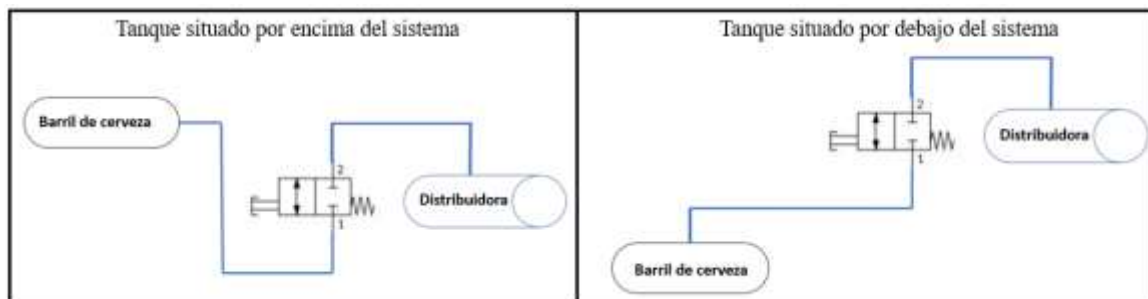 Tanque situado por encima del sistema
Barril de cerveza
2
Distribuidora
1
Tanque situado por debajo del sistema
2
Distribuidora
1
Barril de cerveza